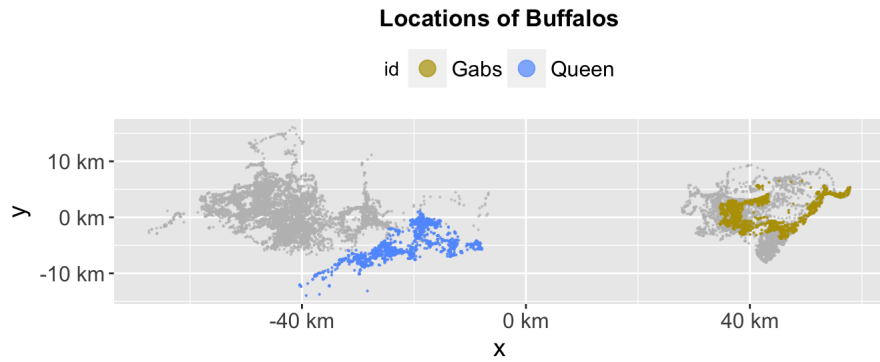 Locations of Buffalos
id Gabs Queen
10 km
0 km
-10 km
y
-40 km 0 km 40 km
x